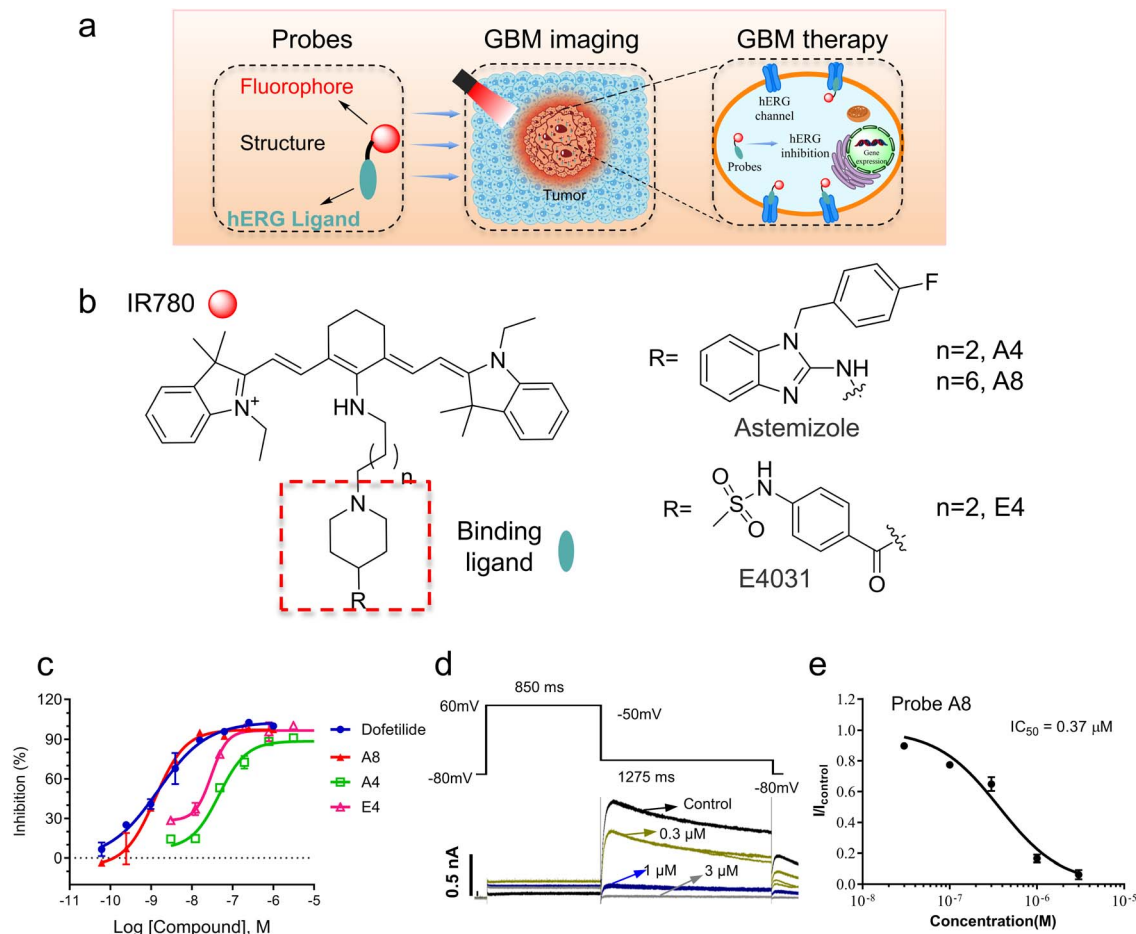 a
Probes
GBM imaging
GBM therapy
Fluorophore
Structure
hERG Ligand
Tumor
hERG
channel
hERG
inhibition
Probes
Gene
expression
b
IR780
N
N+
HN
n
N
R
Binding
ligand
R=
F
N
N
NH
Astemizole
n=2, A4
n=6, A8
R=
O
S
O
H
N
O
E4031
n=2, E4
c
120
90
60
30
0
Inhibition (%)
-11
-10
-9
-8
-7
-6
-5
Log [Compound], M
Dofetilide
A8
A4
E4
d
850 ms
60mV
-50mV
-80mV
1275 ms
-80mV
Control
0.3 μM
1 μM
3 μM
0.5 nA
e
Probe A8
IC50 = 0.37 μM
1.2
1.0
0.8
0.6
0.4
0.2
0.0
I/Icontrol
10-8
10-7
10-6
10-5
Concentration(M)